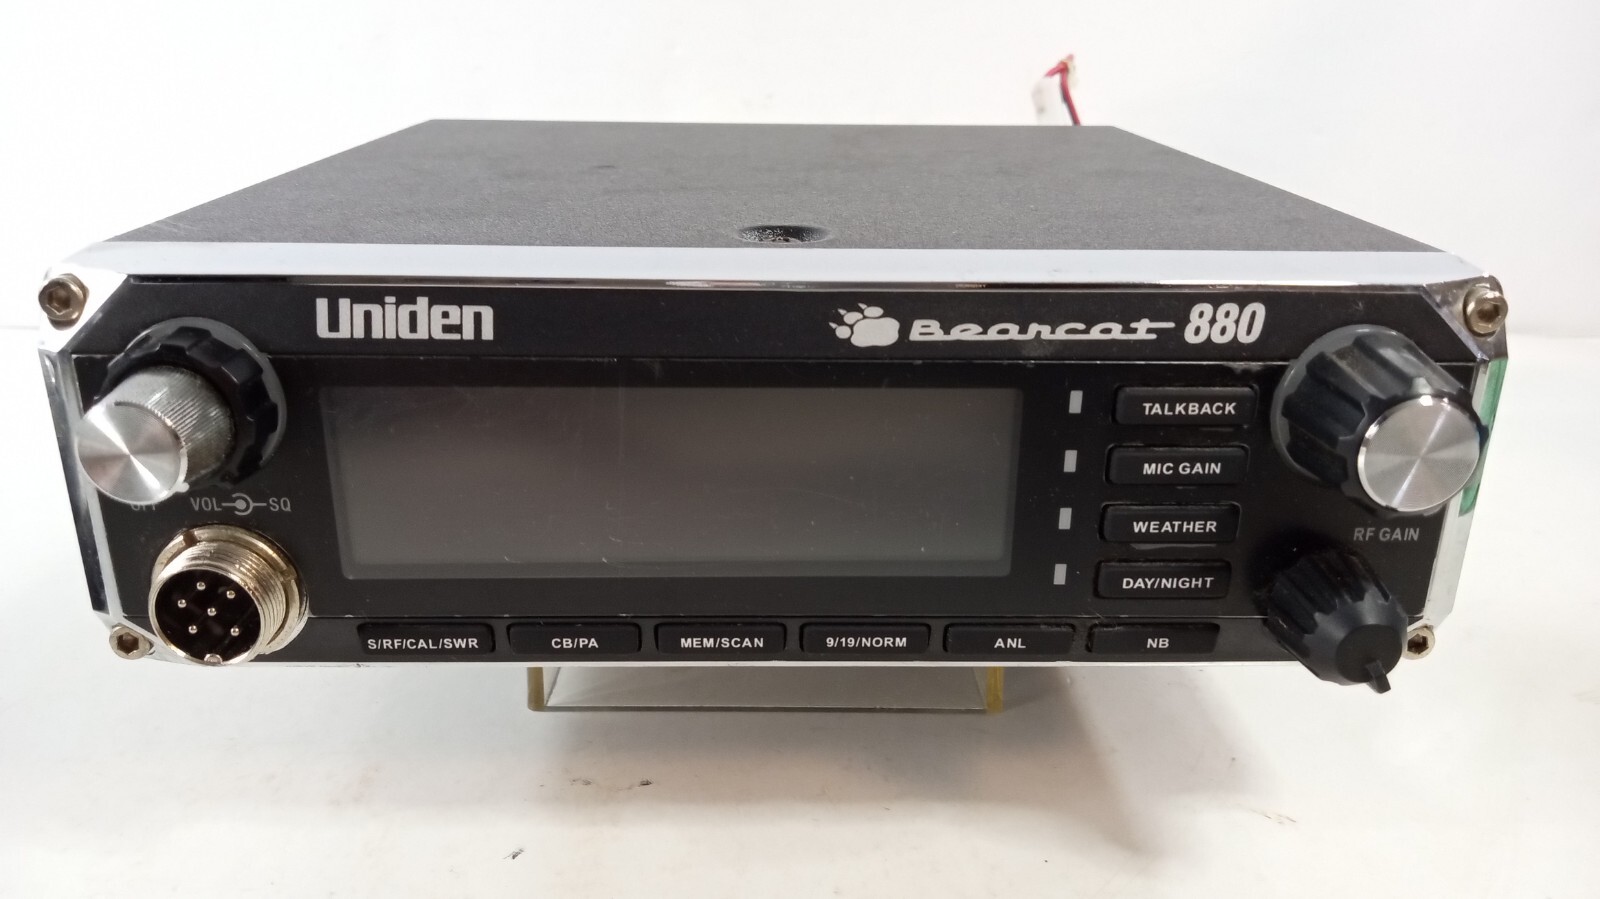 Uniden
Bearcat 880
TALKBACK
MIC GAIN
WEATHER
DAY/NIGHT
OFF VOL SQ
RF GAIN
S/RF/CAL/SWR CB/PA MEM/SCAN 9/19/NORM ANL NB